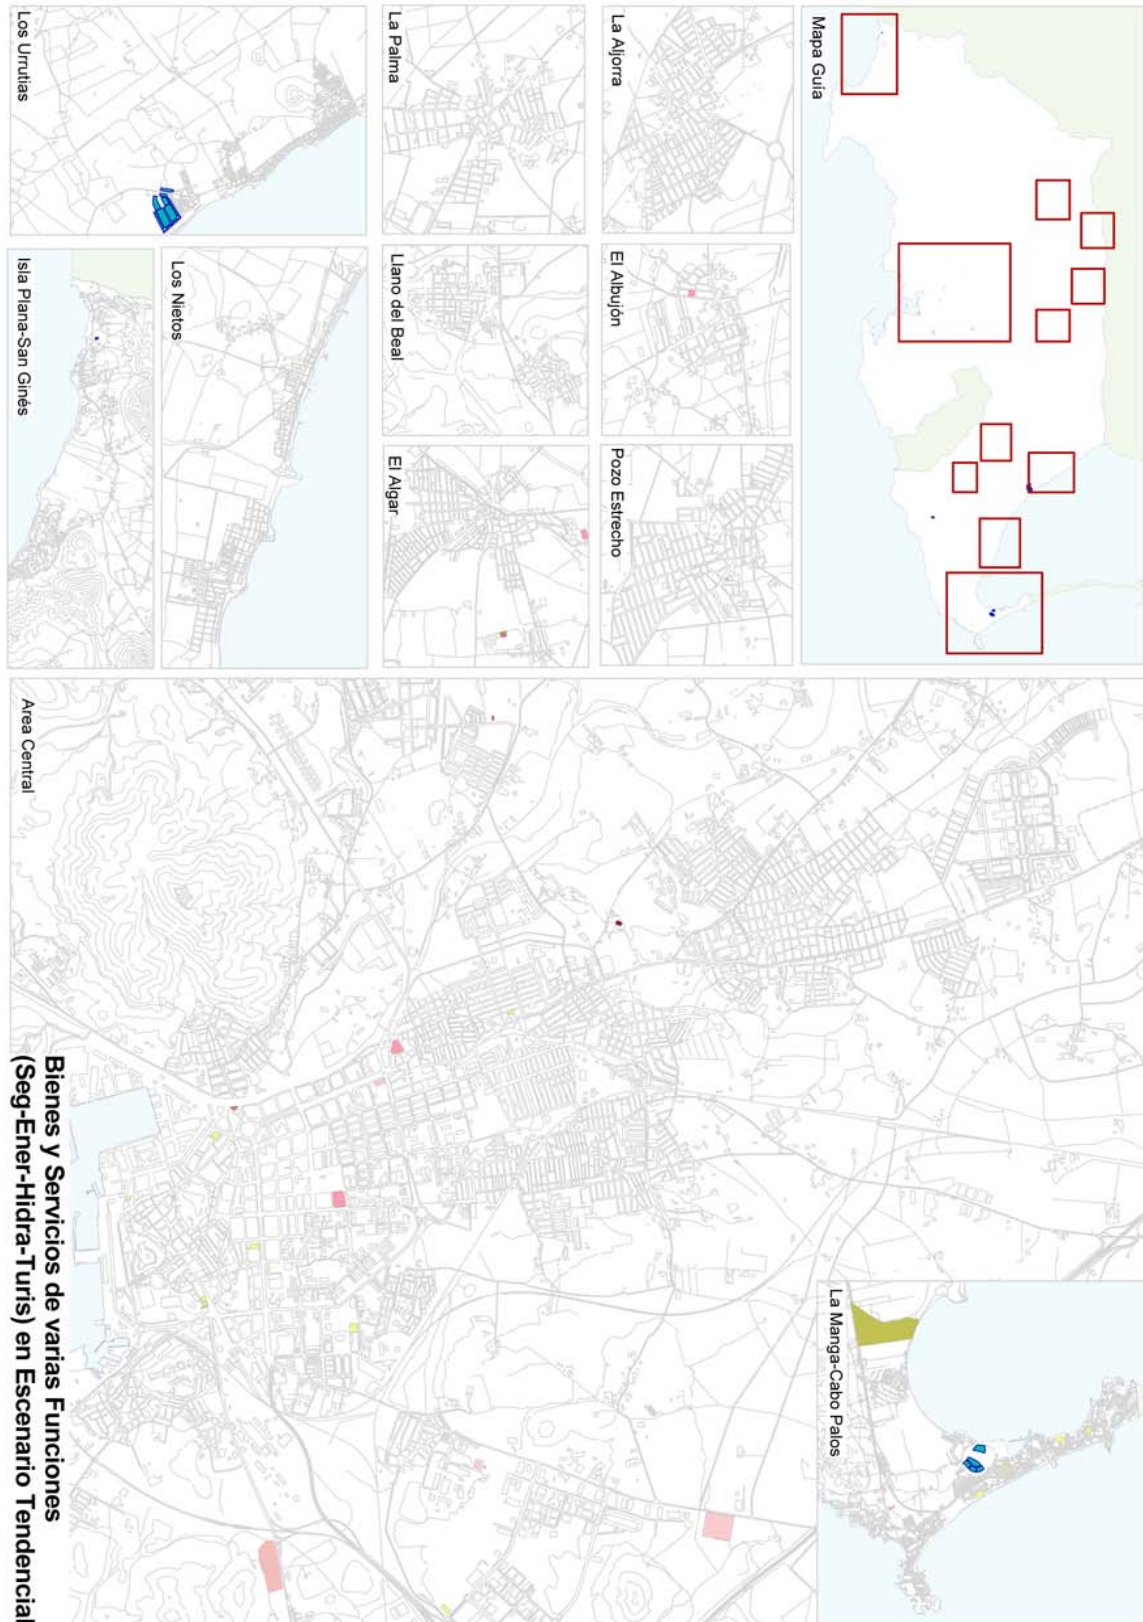 Mapa Guía
La Aljorra
El Albujón
Pozo Estrecho
La Palma
Llano del Beal
El Algar
Los Urrutias
Los Nietos
Isla Plana-San Ginés
Area Central
La Manga-Cabo Palos
Bienes y Servicios de varias Funciones
(Seg-Ener-Hidra-Turis) en Escenario Tendencial